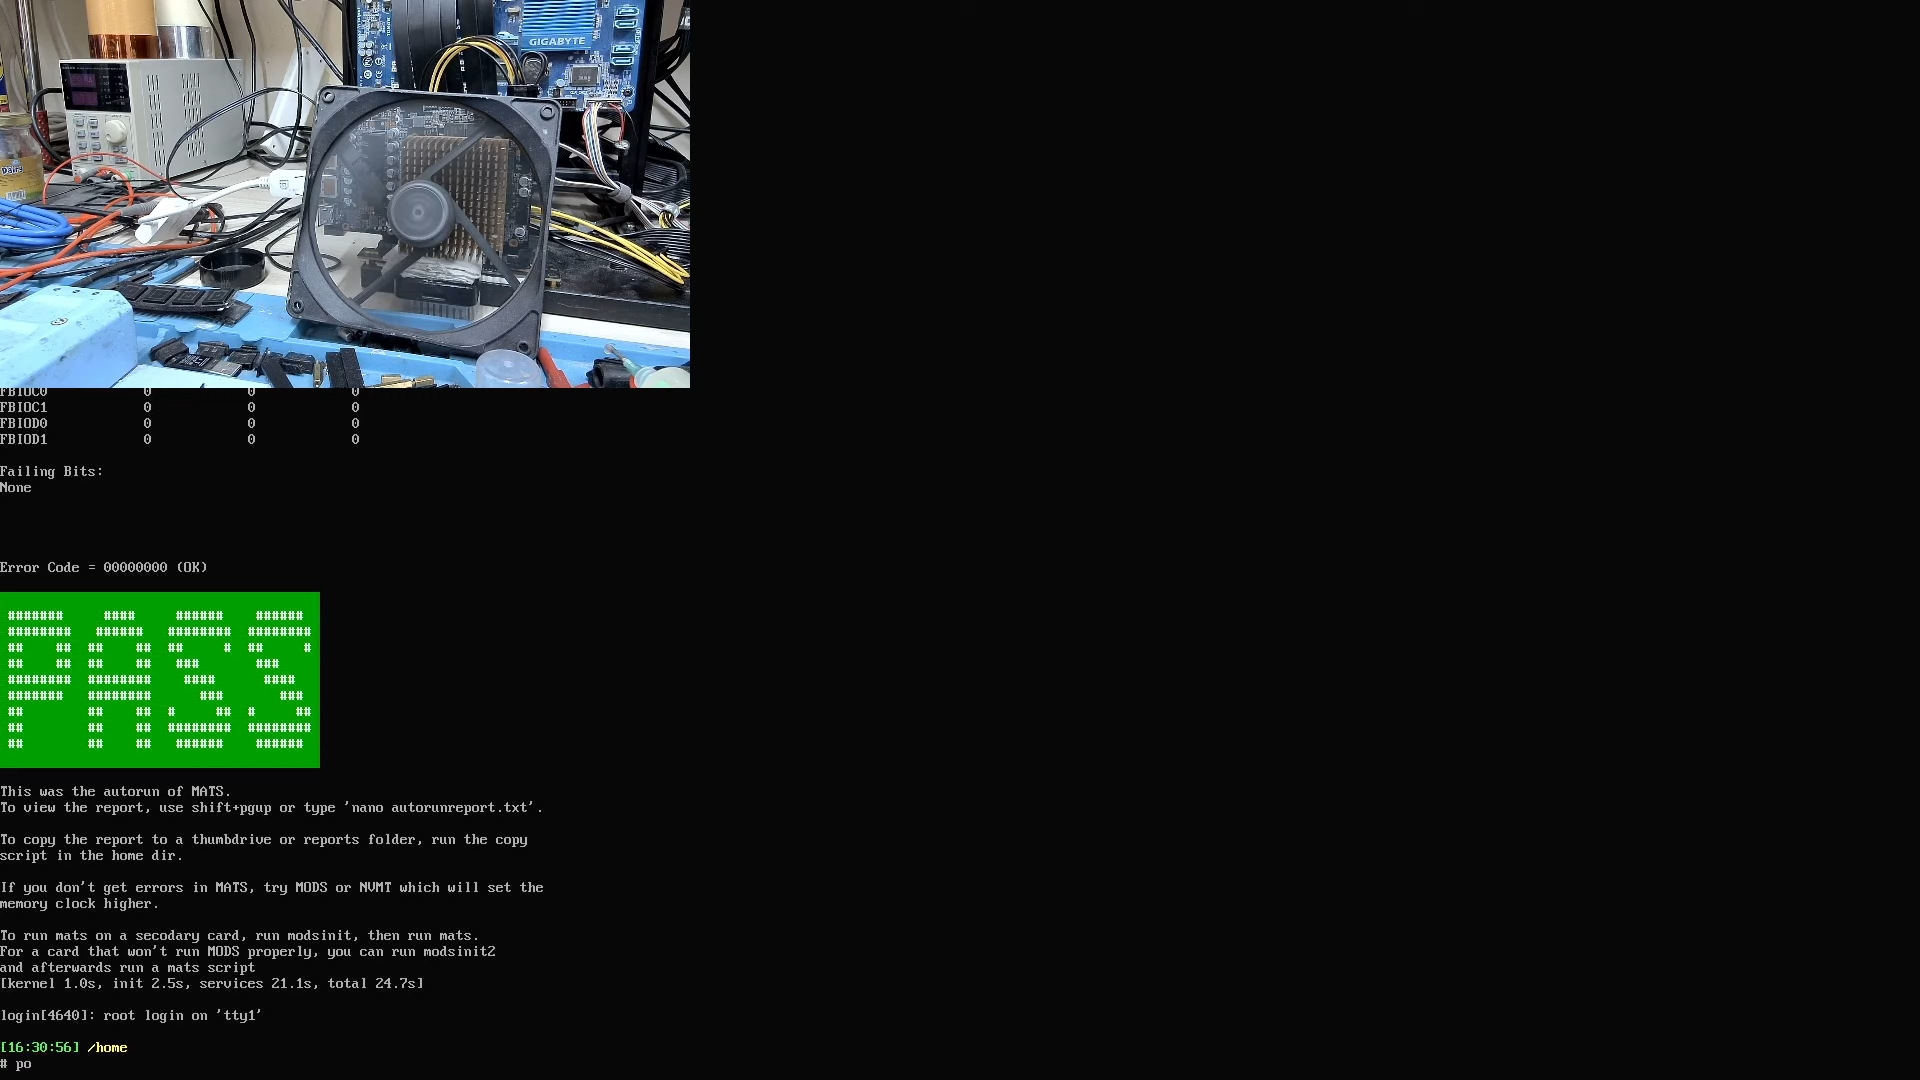 GIGABYTE
Dairy
FBIOC0 0 0 0
FBIOC1 0 0 0
FBIOD0 0 0 0
FBIOD1 0 0 0
Failing Bits:
None
Error Code = 00000000 (OK)
PASS
This was the autorun of MATS.
To view the report, use shift+pgup or type 'nano autorunreport.txt'.
To copy the report to a thumbdrive or reports folder, run the copy
script in the home dir.
If you don't get errors in MATS, try MODS or NVMT which will set the
memory clock higher.
To run mats on a secodary card, run modsinit, then run mats.
For a card that won't run MODS properly, you can run modsinit2
and afterwards run a mats script
[kernel 1.0s, init 2.5s, services 21.1s, total 24.7s]
login[4640]: root login on 'tty1'
[16:30:56] /home
# po